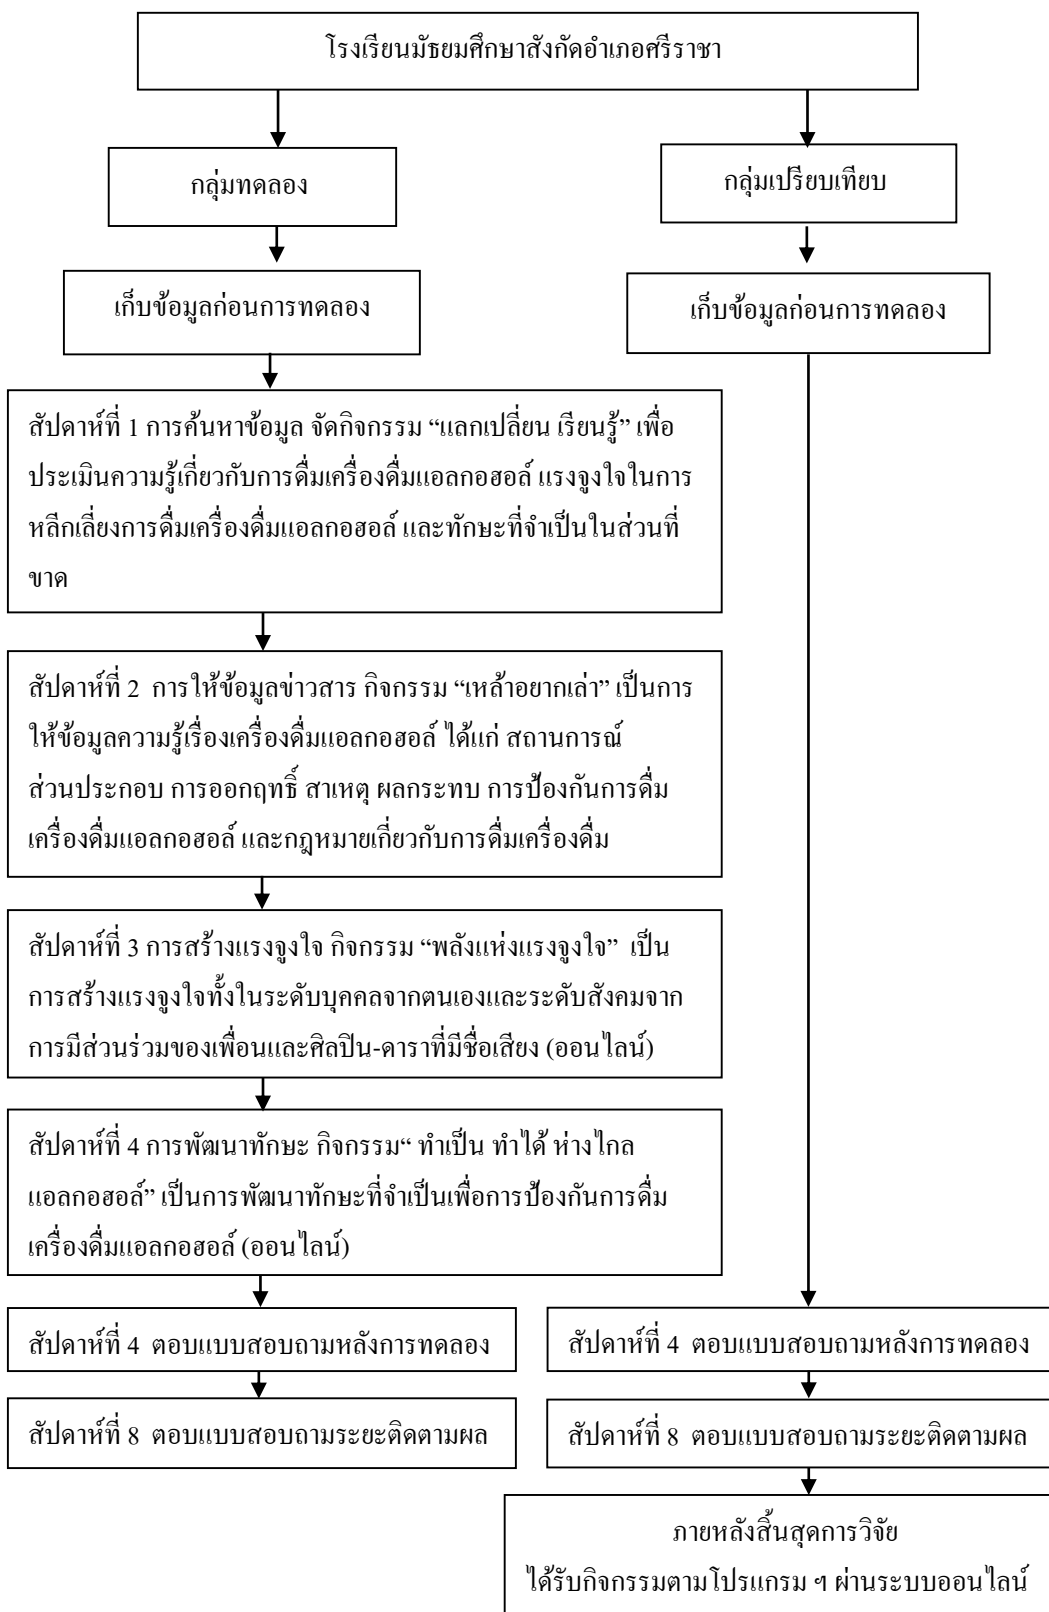 โรงเรียนมัธยมศึกษาสังกัดอำเภอศรีราชา
กลุ่มทดลอง
กลุ่มเปรียบเทียบ
เก็บข้อมูลก่อนการทดลอง
เก็บข้อมูลก่อนการทดลอง
สัปดาห์ที่ 1 การค้นหาข้อมูล จัดกิจกรรม “แลกเปลี่ยน เรียนรู้” เพื่อ
ประเมินความรู้เกี่ยวกับการดื่มเครื่องดื่มแอลกอฮอล์ แรงจูงใจในการ
หลีกเลี่ยงการดื่มเครื่องดื่มแอลกอฮอล์ และทักษะที่จำเป็นในส่วนที่
ขาด
สัปดาห์ที่ 2  การให้ข้อมูลข่าวสาร กิจกรรม “เหล้าอยากเล่า” เป็นการ
ให้ข้อมูลความรู้เรื่องเครื่องดื่มแอลกอฮอล์ ได้แก่ สถานการณ์
ส่วนประกอบ การออกฤทธิ์ สาเหตุ ผลกระทบ การป้องกันการดื่ม
เครื่องดื่มแอลกอฮอล์ และกฎหมายเกี่ยวกับการดื่มเครื่องดื่ม
สัปดาห์ที่ 3 การสร้างแรงจูงใจ กิจกรรม “พลังแห่งแรงจูงใจ”  เป็น
การสร้างแรงจูงใจทั้งในระดับบุคคลจากตนเองและระดับสังคมจาก
การมีส่วนร่วมของเพื่อนและศิลปิน-ดาราที่มีชื่อเสียง (ออนไลน์)
สัปดาห์ที่ 4 การพัฒนาทักษะ กิจกรรม“ ทำเป็น ทำได้ ห่างไกล
แอลกอฮอล์” เป็นการพัฒนาทักษะที่จำเป็นเพื่อการป้องกันการดื่ม
เครื่องดื่มแอลกอฮอล์ (ออนไลน์)
สัปดาห์ที่ 4  ตอบแบบสอบถามหลังการทดลอง
สัปดาห์ที่ 4  ตอบแบบสอบถามหลังการทดลอง
สัปดาห์ที่ 8  ตอบแบบสอบถามระยะติดตามผล
สัปดาห์ที่ 8  ตอบแบบสอบถามระยะติดตามผล
ภายหลังสิ้นสุดการวิจัย
ได้รับกิจกรรมตามโปรแกรม ฯ ผ่านระบบออนไลน์